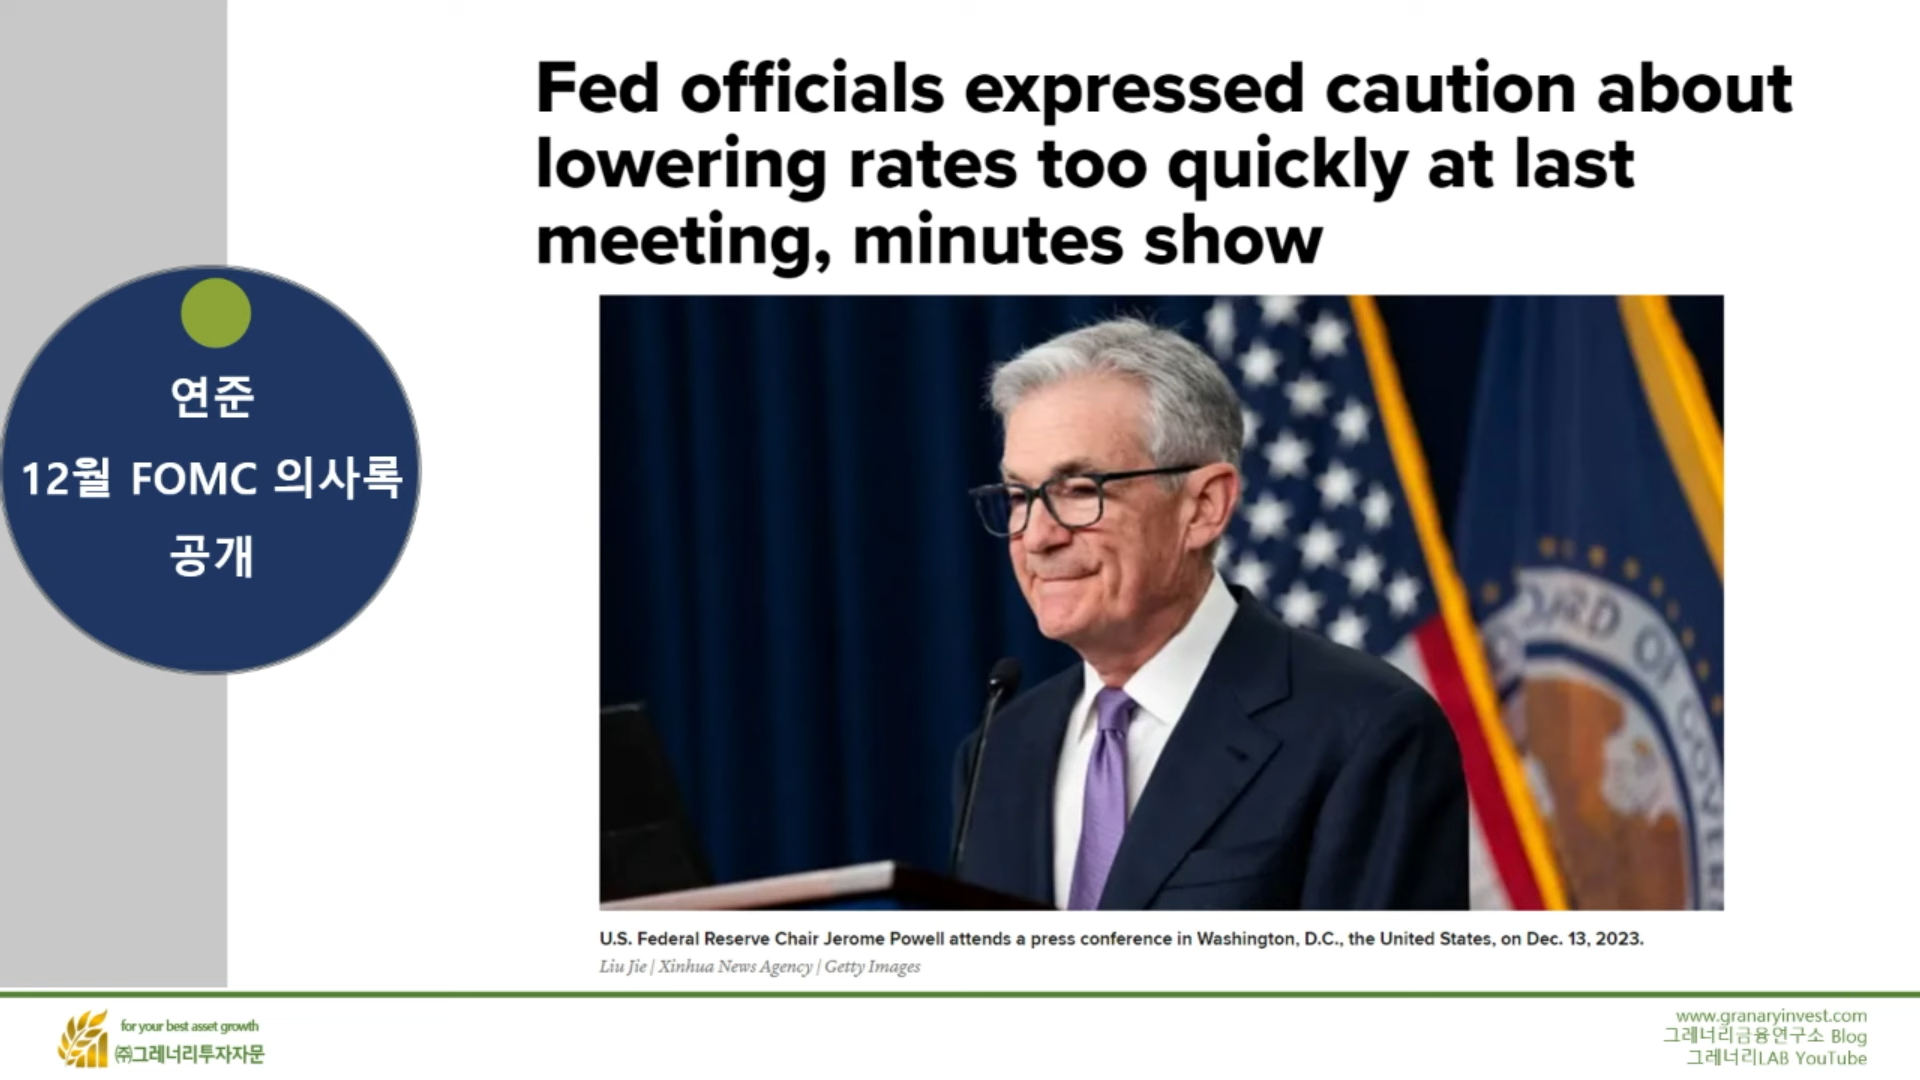 Fed officials expressed caution about
lowering rates too quickly at last
meeting, minutes show
연준
12월 FOMC 의사록
공개
U.S. Federal Reserve Chair Jerome Powell attends a press conference in Washington, D.C., the United States, on Dec. 13, 2023.
Liu Jie | Xinhua News Agency | Getty Images
for your best asset growth
㈜그레너리투자자문
www.granaryinvest.com
그레너리금융연구소 Blog
그레너리LAB YouTube